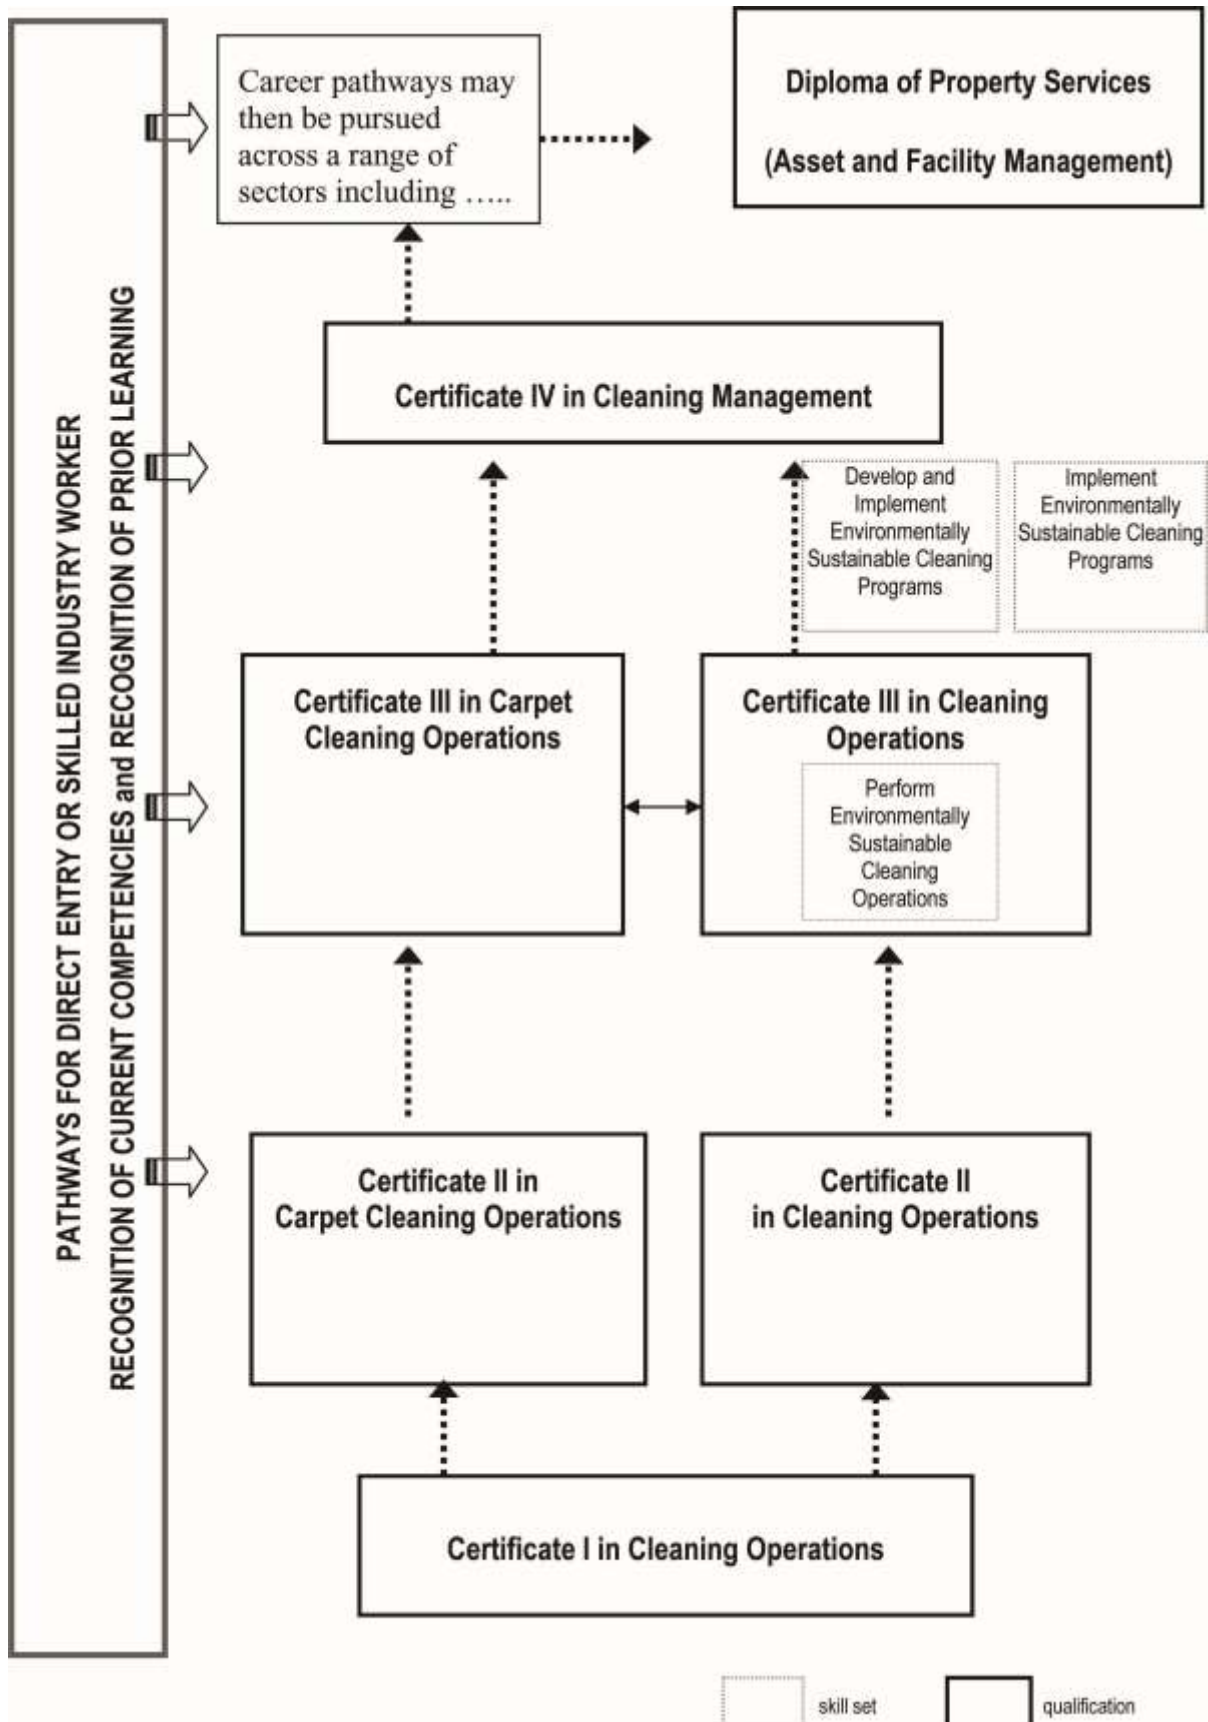 PATHWAYS FOR DIRECT ENTRY OR SKILLED INDUSTRY WORKER
RECOGNITION OF CURRENT COMPETENCIES and RECOGNITION OF PRIOR LEARNING
Career pathways may
then be pursued
across a range of
sectors including …..
Diploma of Property Services
(Asset and Facility Management)
Certificate IV in Cleaning Management
Develop and
Implement
Environmentally
Sustainable Cleaning
Programs
Implement
Environmentally
Sustainable Cleaning
Programs
Certificate III in Carpet
Cleaning Operations
Certificate III in Cleaning
Operations
Perform
Environmentally
Sustainable
Cleaning
Operations
Certificate II in
Carpet Cleaning Operations
Certificate II
in Cleaning Operations
Certificate I in Cleaning Operations
skill set
qualification